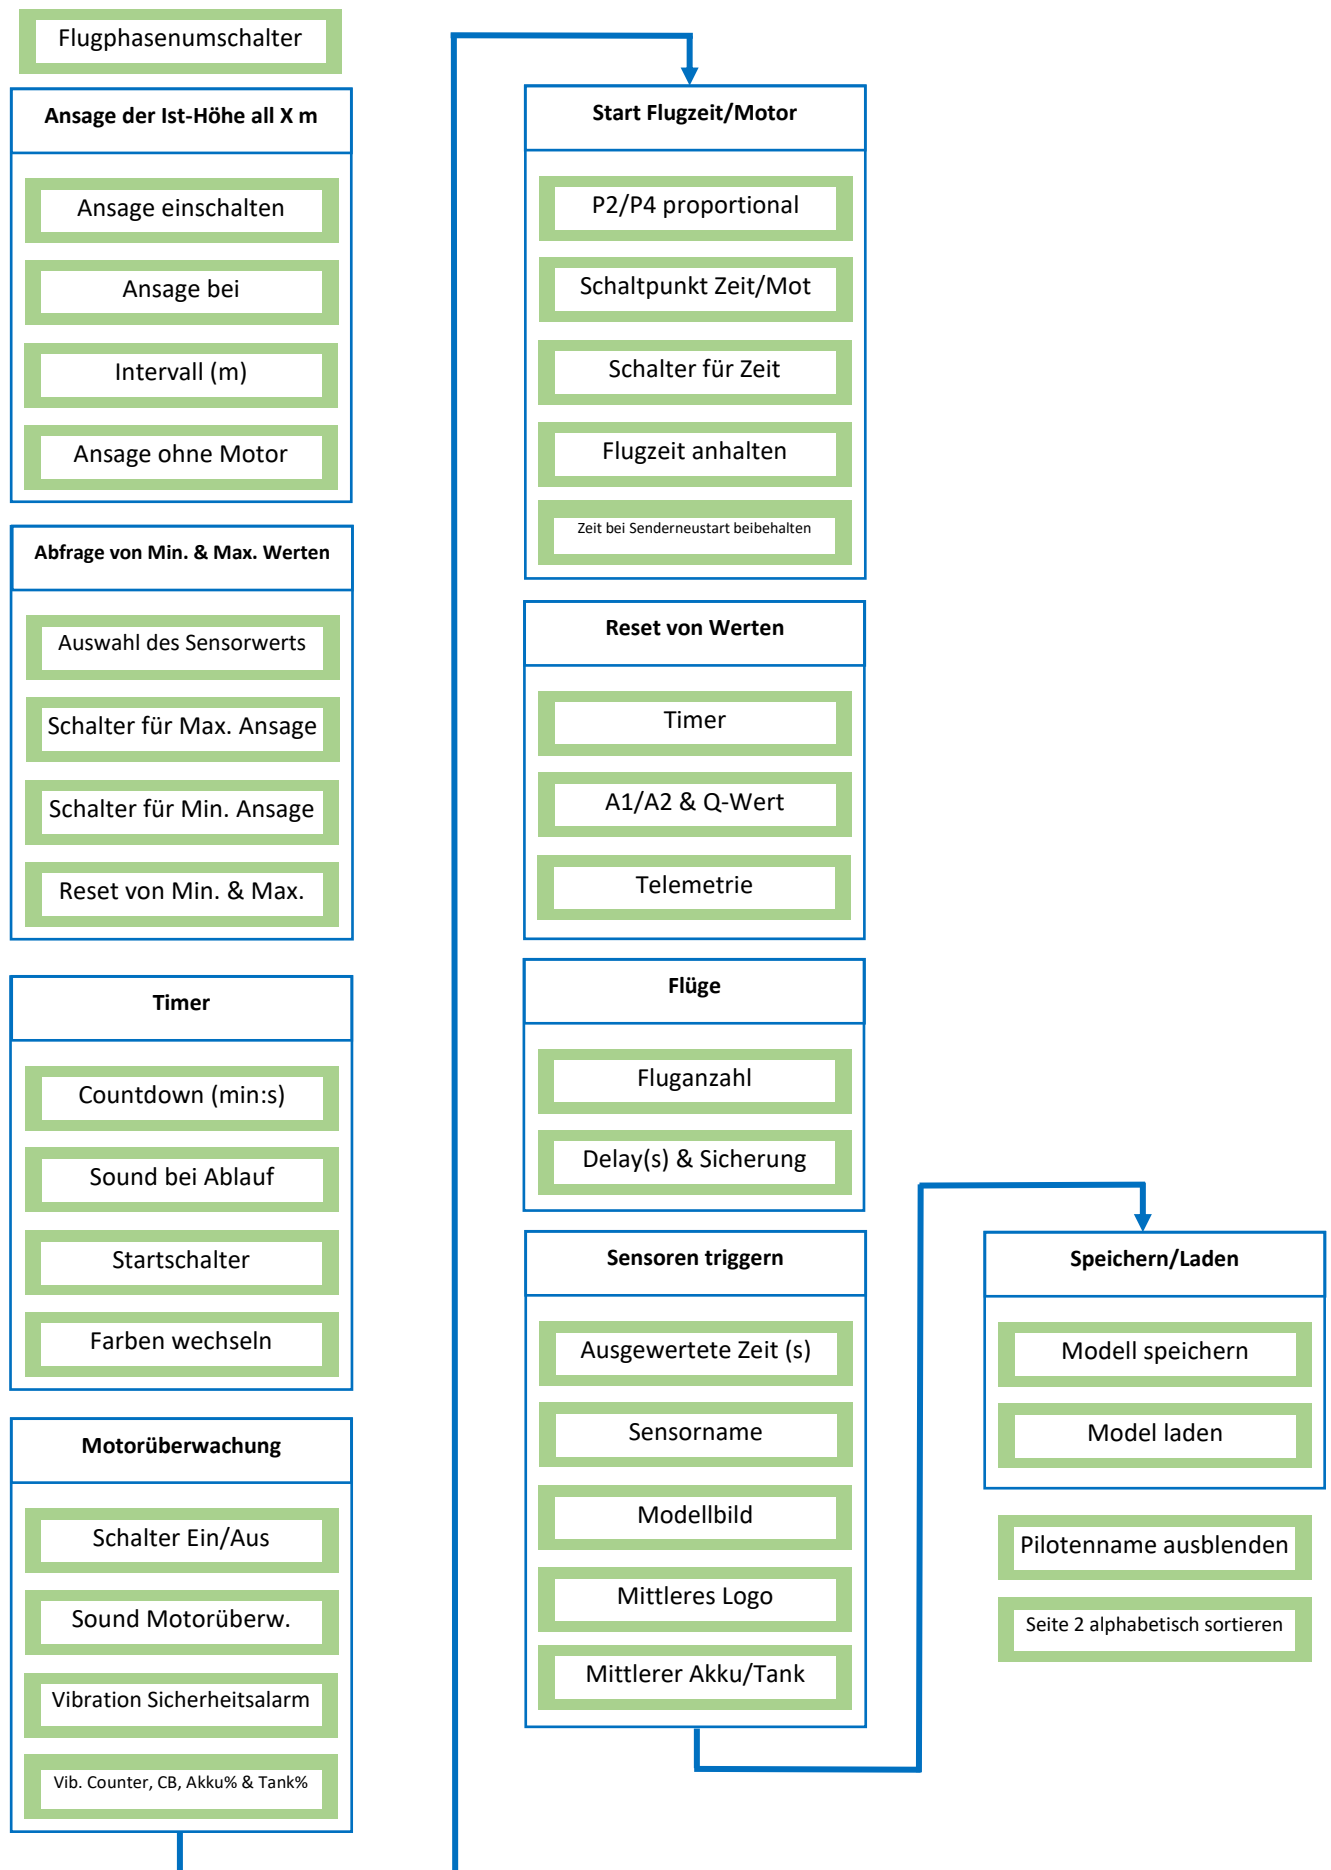 Flugphasenumschalter
Ansage der Ist-Höhe all X m
Ansage einschalten
Ansage bei
Intervall (m)
Ansage ohne Motor
Abfrage von Min. & Max. Werten
Auswahl des Sensorwerts
Schalter für Max. Ansage
Schalter für Min. Ansage
Reset von Min. & Max.
Timer
Countdown (min:s)
Sound bei Ablauf
Startschalter
Farben wechseln
Motorüberwachung
Schalter Ein/Aus
Sound Motorüberw.
Vibration Sicherheitsalarm
Vib. Counter, CB, Akku% & Tank%
Start Flugzeit/Motor
P2/P4 proportional
Schaltpunkt Zeit/Mot
Schalter für Zeit
Flugzeit anhalten
Zeit bei Senderneustart beibehalten
Reset von Werten
Timer
A1/A2 & Q-Wert
Telemetrie
Flüge
Fluganzahl
Delay(s) & Sicherung
Sensoren triggern
Ausgewertete Zeit (s)
Sensorname
Modellbild
Mittleres Logo
Mittlerer Akku/Tank
Speichern/Laden
Modell speichern
Model laden
Pilotenname ausblenden
Seite 2 alphabetisch sortieren